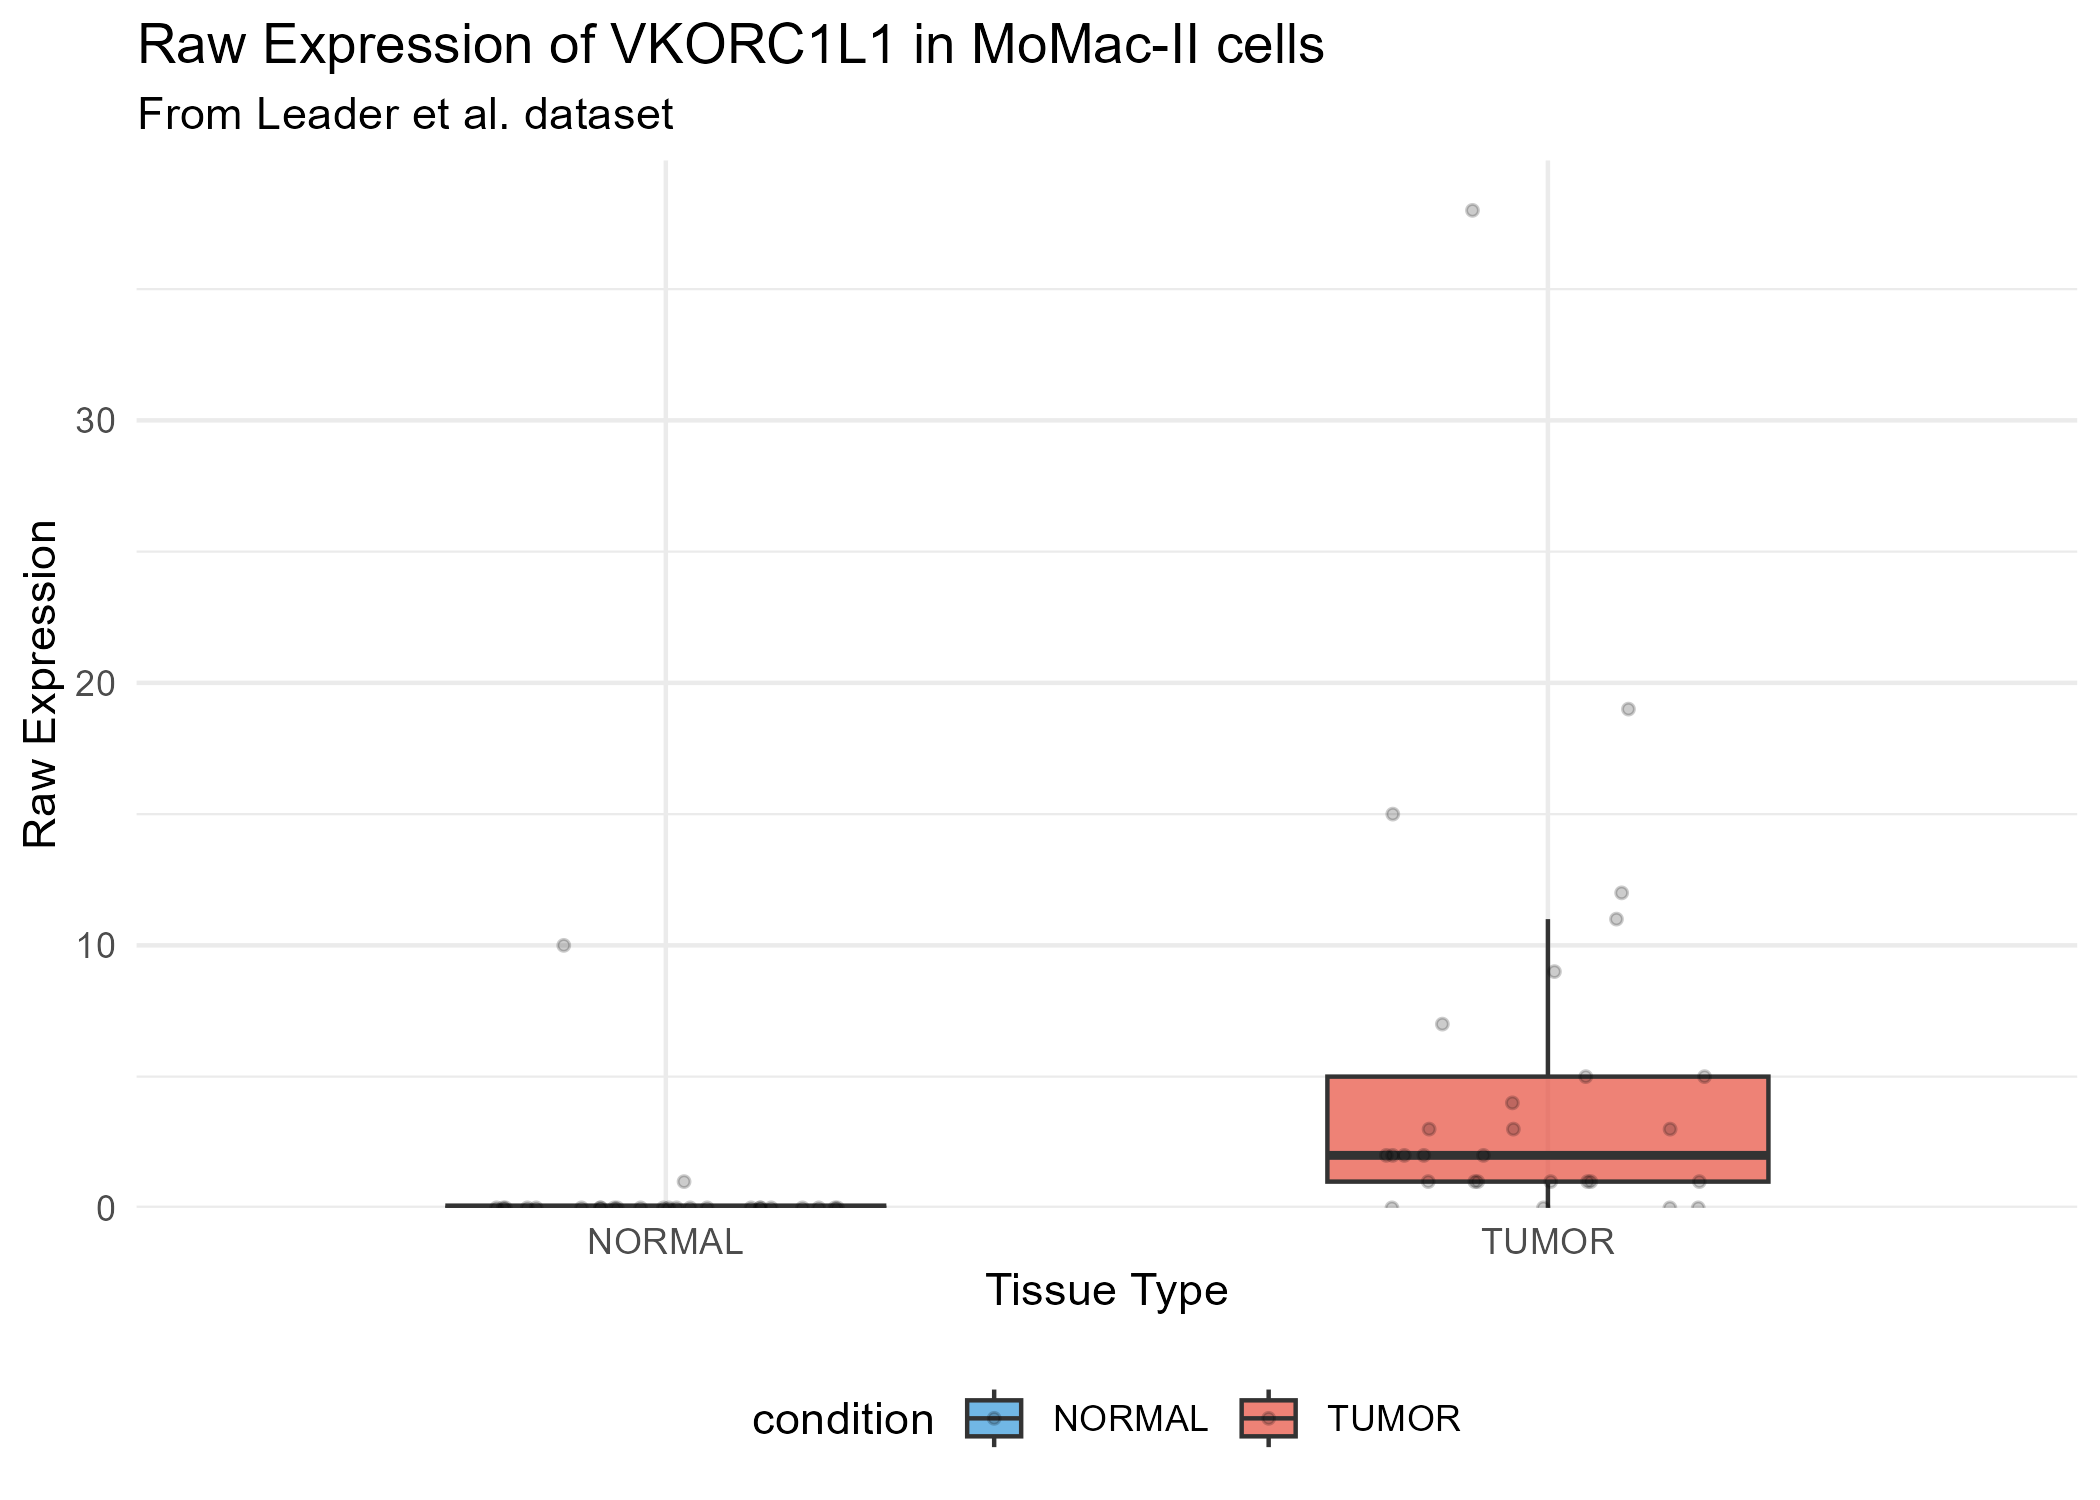 Raw Expression of VKORC1L1 in MoMac-II cells
From Leader et al. dataset
Raw Expression
30
20
10
0
NORMAL TUMOR
Tissue Type
condition NORMAL TUMOR